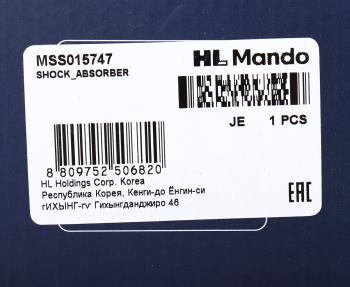 MSS015747
SHOCK_ABSORBER
HL Mando
JE 1 PCS
8 809752 506820
HL Holdings Corp. Korea
Республика Корея, Кенги-до Ёнгин-си
гИХЫНГ-гу Гихынгданджиро 46
EAC